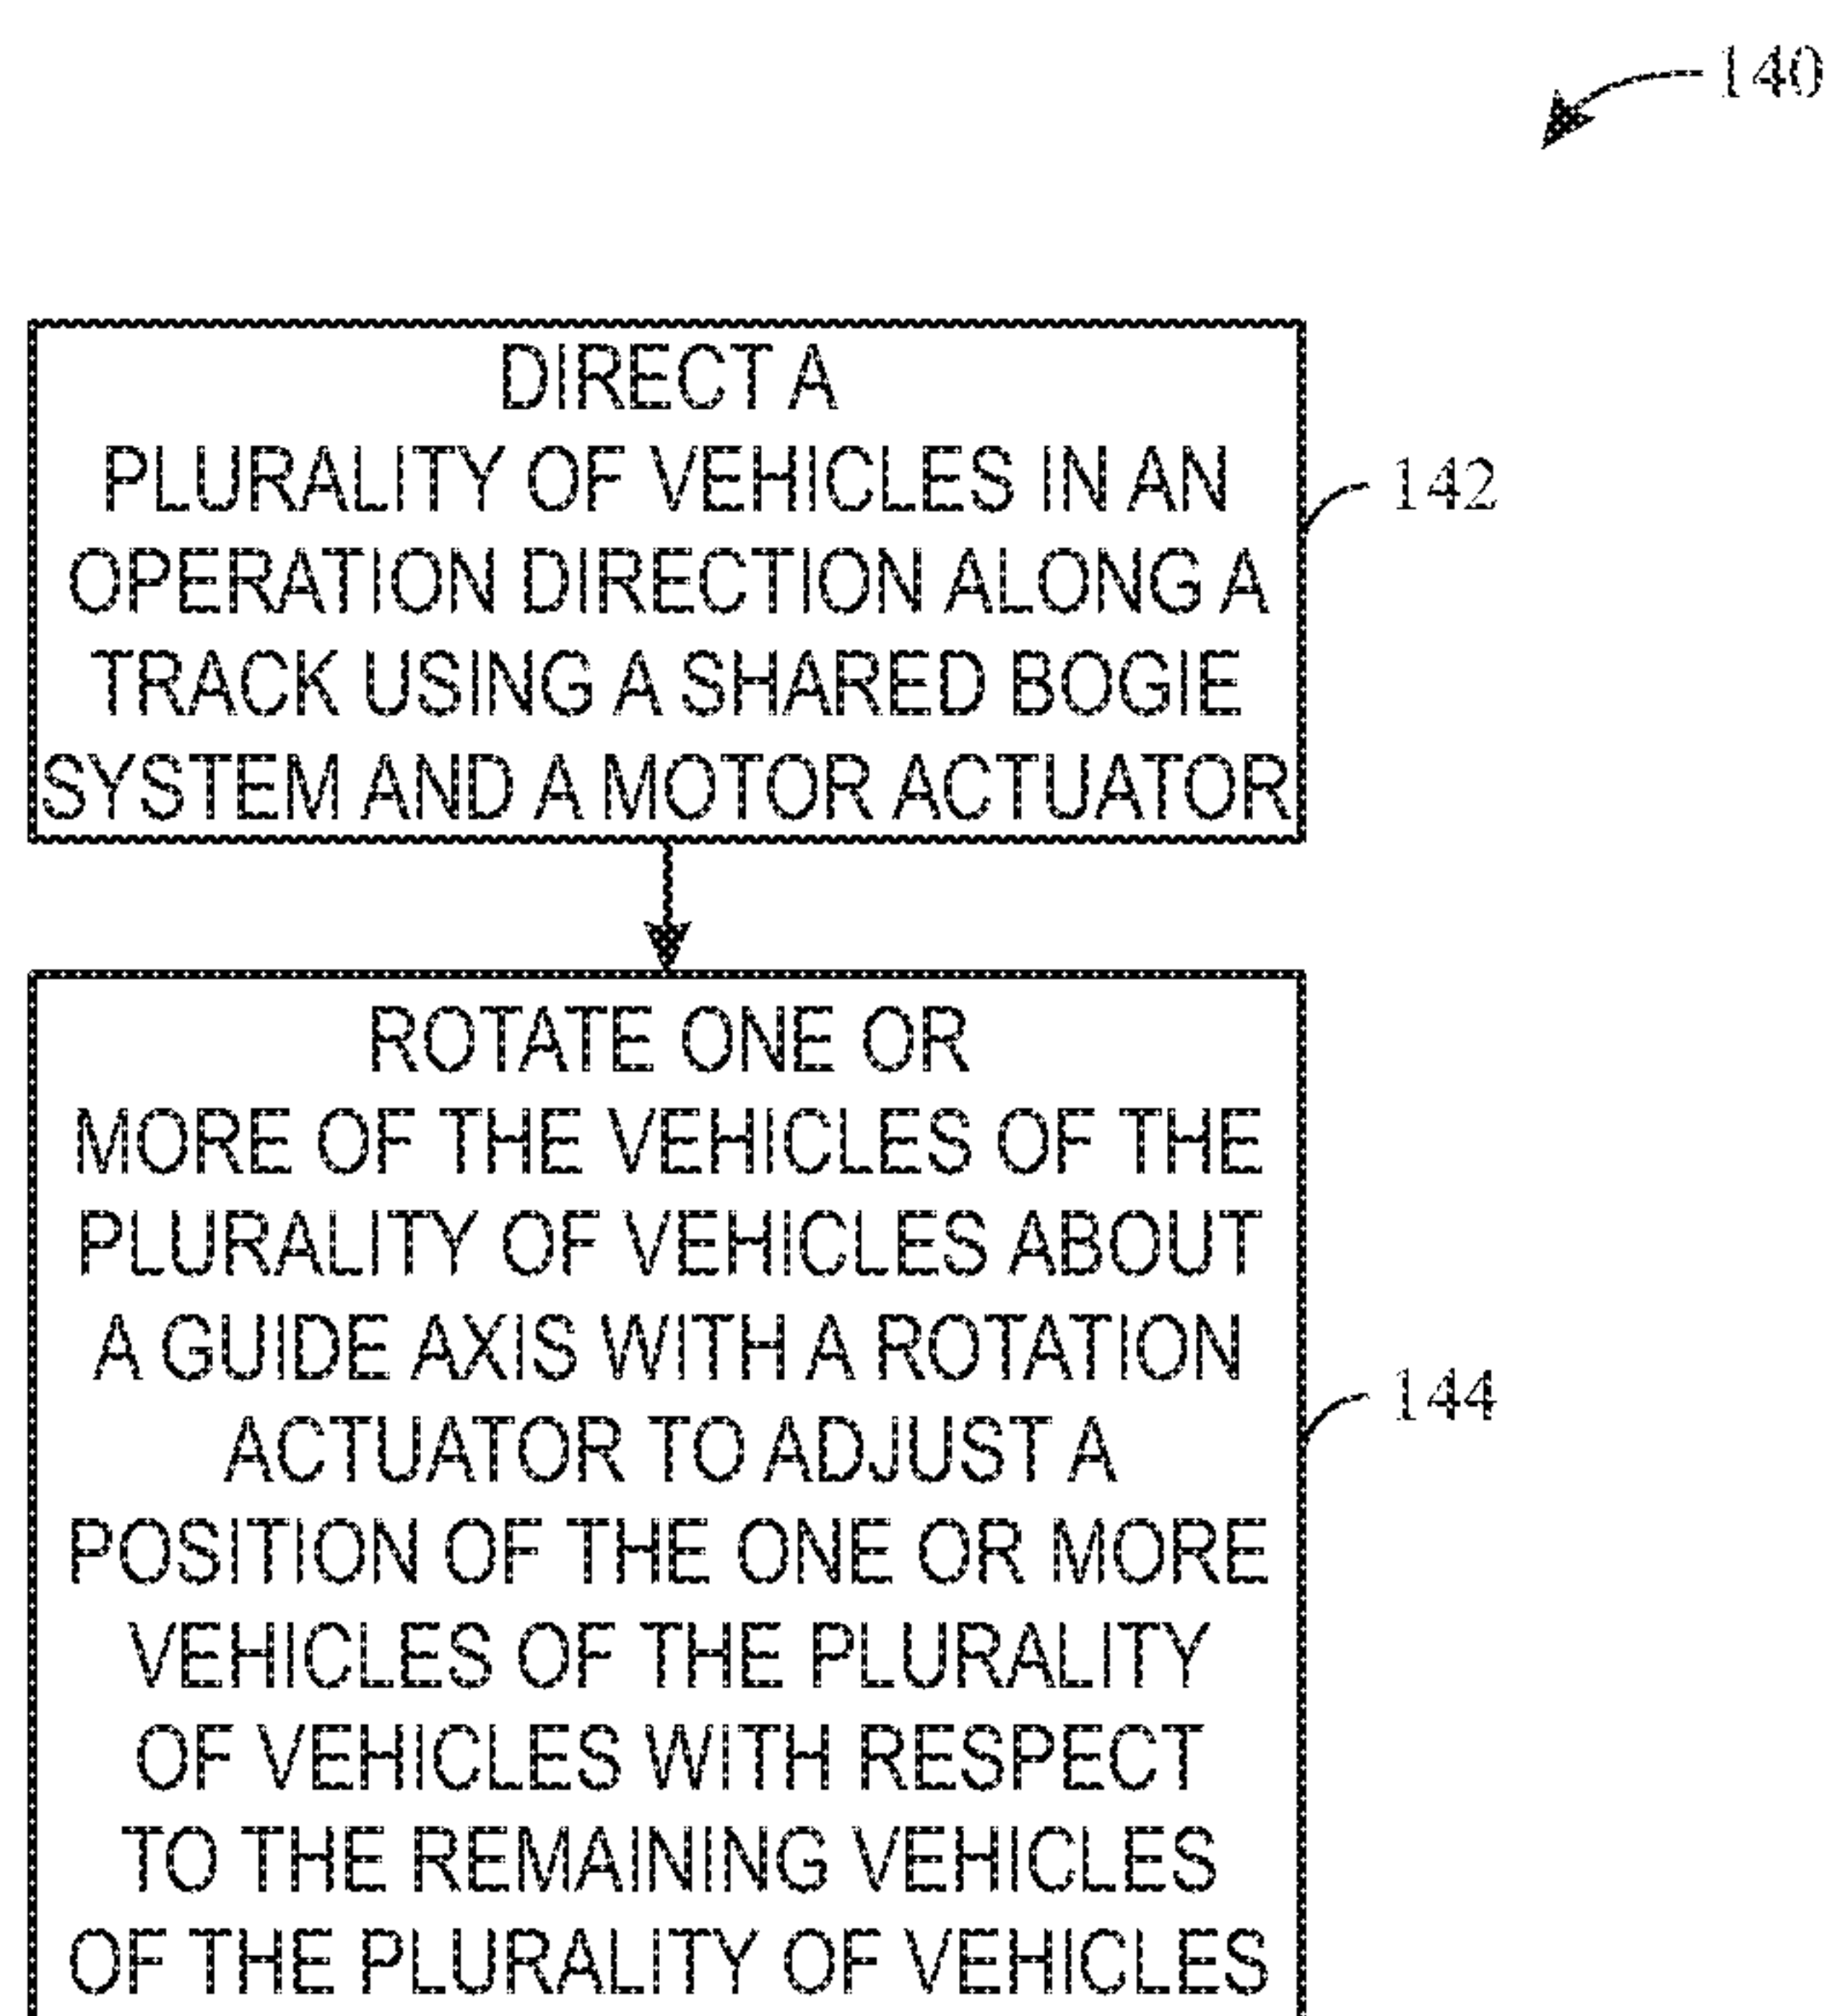 140
DIRECT A
PLURALITY OF VEHICLES IN AN
OPERATION DIRECTION ALONG A
TRACK USING A SHARED BOGIE
SYSTEM AND A MOTOR ACTUATOR
142
ROTATE ONE OR
MORE OF THE VEHICLES OF THE
PLURALITY OF VEHICLES ABOUT
A GUIDE AXIS WITH A ROTATION
ACTUATOR TO ADJUST A
POSITION OF THE ONE OR MORE
VEHICLES OF THE PLURALITY
OF VEHICLES WITH RESPECT
TO THE REMAINING VEHICLES
OF THE PLURALITY OF VEHICLES
144